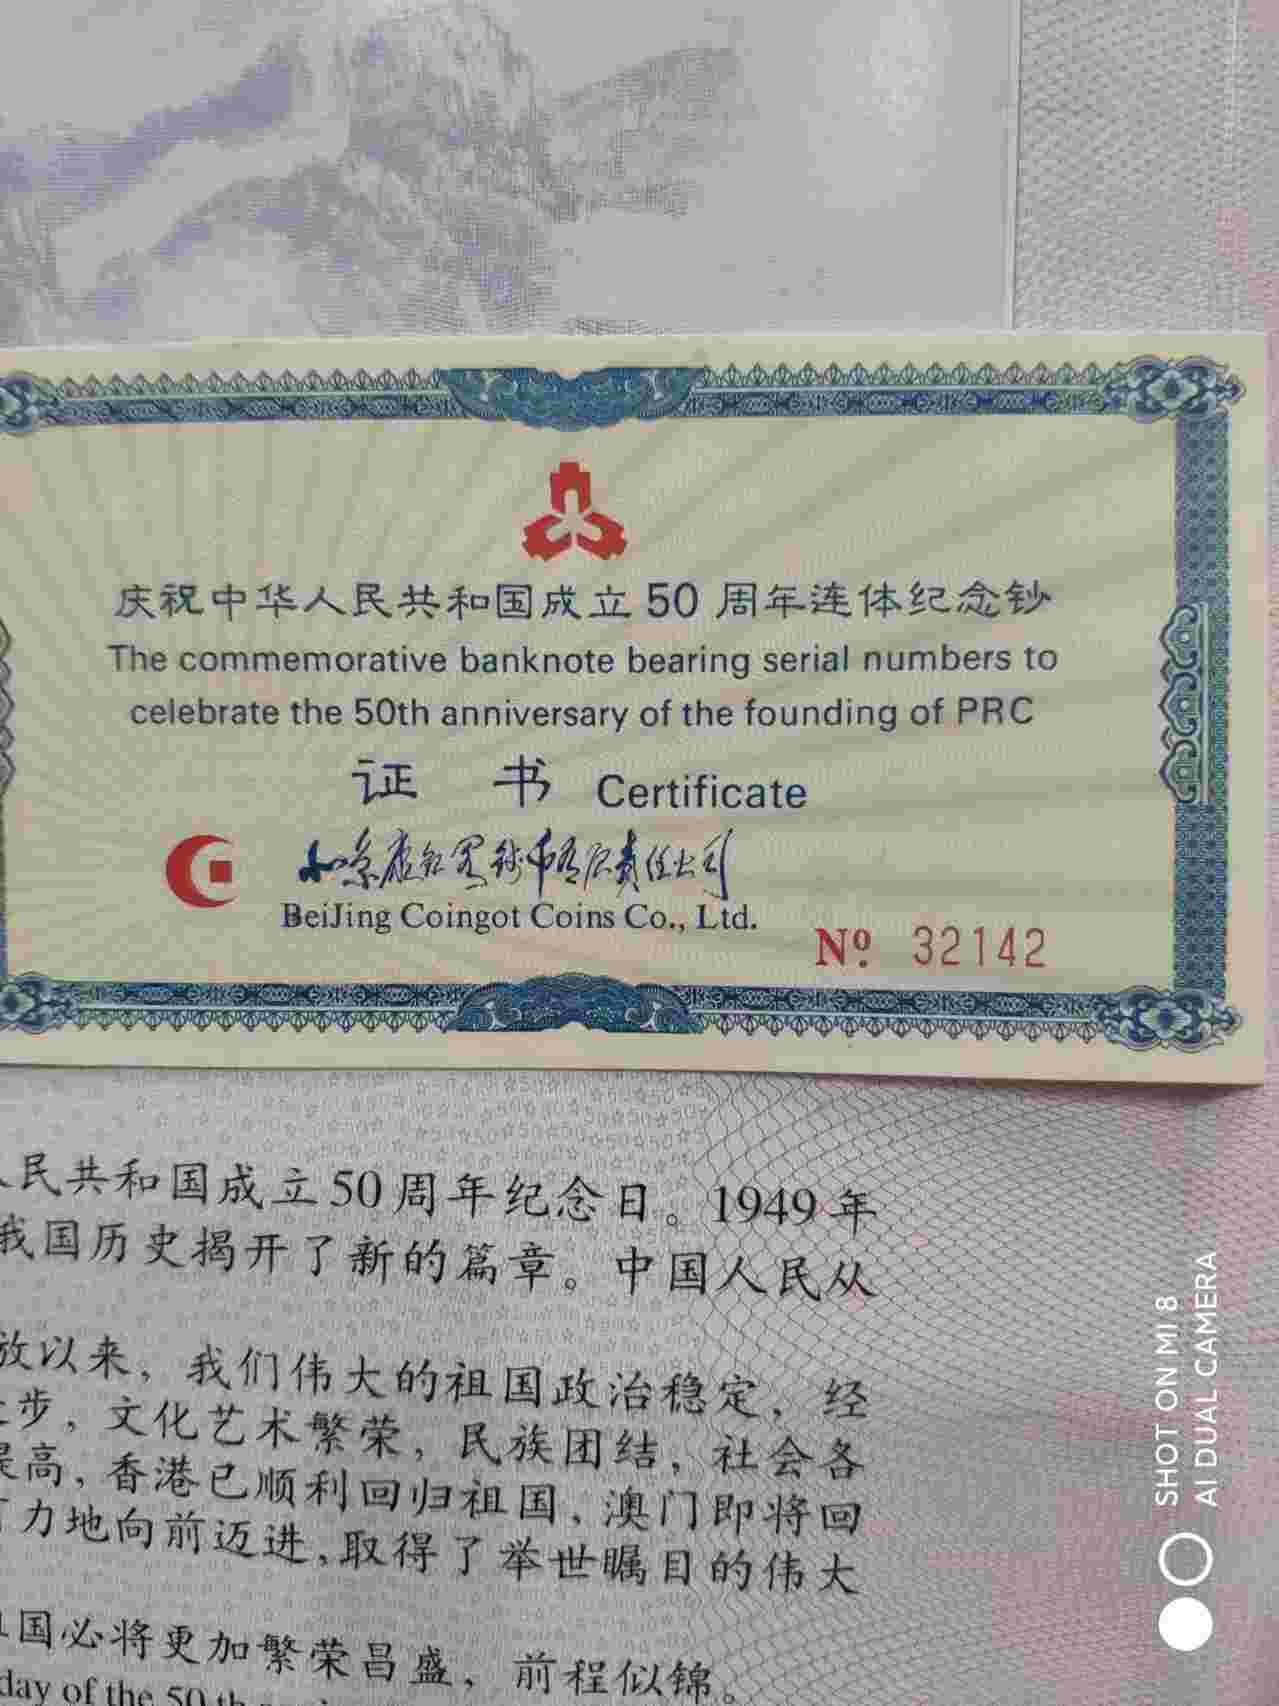 庆祝中华人民共和国成立50周年连体纪念钞
The commemorative banknote bearing serial numbers to
celebrate the 50th anniversary of the founding of PRC
证 书 Certificate
BeiJing Coingot Coins Co., Ltd.
Nº 32142
人民共和国成立50周年纪念日。1949年
我国历史揭开了新的篇章。中国人民从
放以来，我们伟大的祖国政治稳定，经
步，文化艺术繁荣，民族团结，社会各
提高，香港已顺利回归祖国，澳门即将回
力地向前迈进，取得了举世瞩目的伟大
国必将更加繁荣昌盛，前程似锦。
day of the 50 th
SHOT ON MI 8
AI DUAL CAMERA